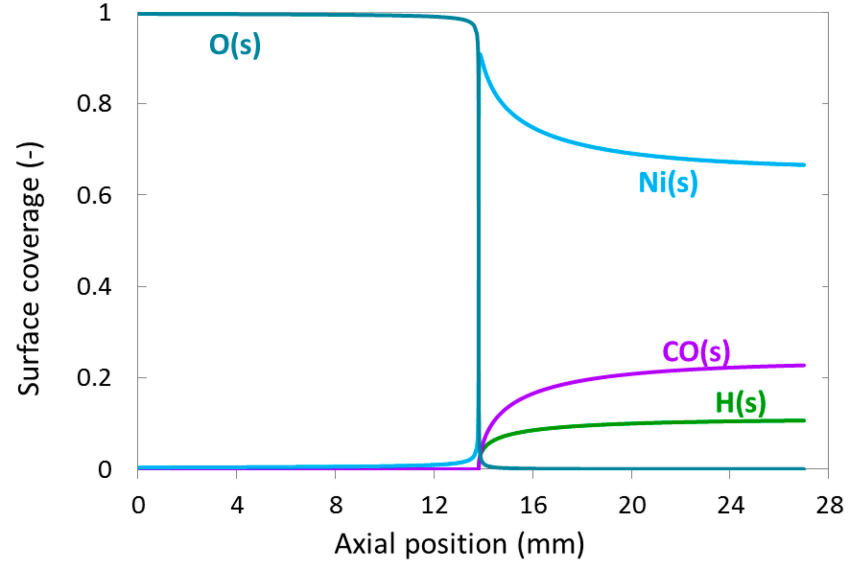 Surface coverage (-)
1
0.8
0.6
0.4
0.2
0
O(s)
Ni(s)
CO(s)
H(s)
0 4 8 12 16 20 24 28
Axial position (mm)